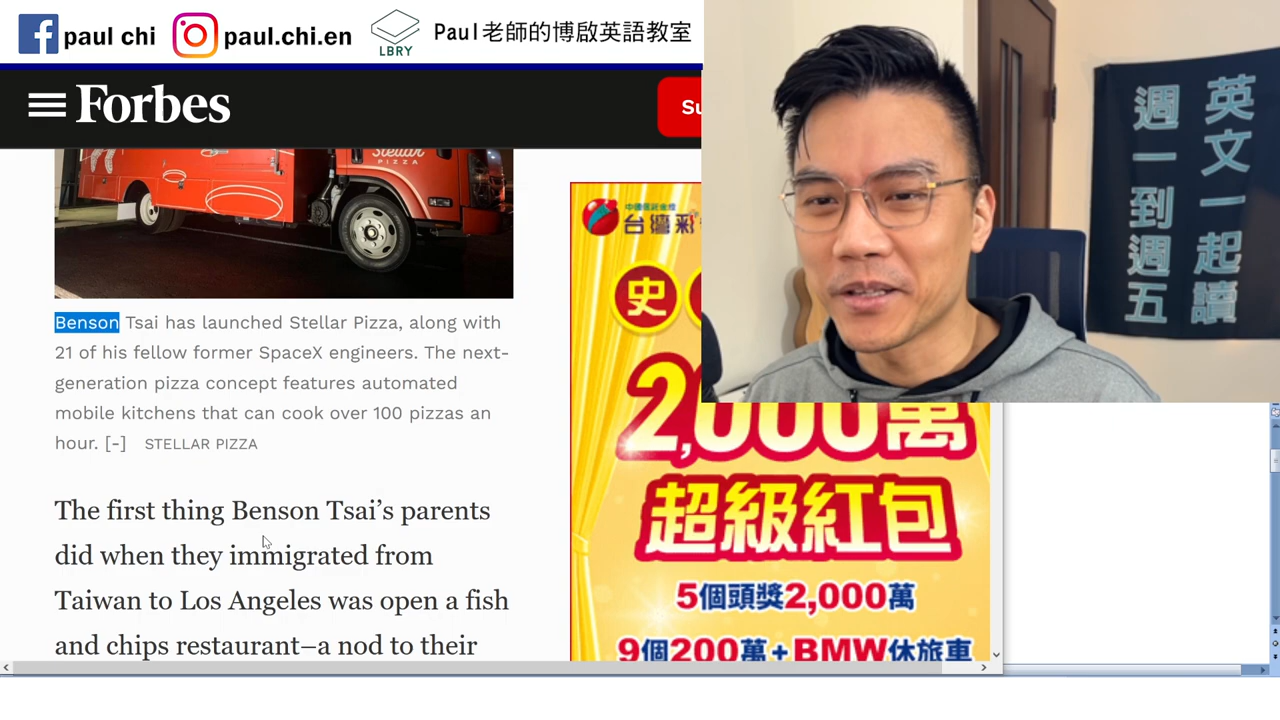 paul chi
paul.chi.en
LBRY
Paul老師的博啟英語教室
Forbes
Su
Stellar
PIZZA
Benson Tsai has launched Stellar Pizza, along with
21 of his fellow former SpaceX engineers. The next-
generation pizza concept features automated
mobile kitchens that can cook over 100 pizzas an
hour. [-] STELLAR PIZZA
The first thing Benson Tsai’s parents
did when they immigrated from
Taiwan to Los Angeles was open a fish
and chips restaurant—a nod to their
台灣彩
史
2,000萬
超級紅包
5個頭獎2,000萬
9個200萬+BMW休旅車
英文一起讀
週一到週五